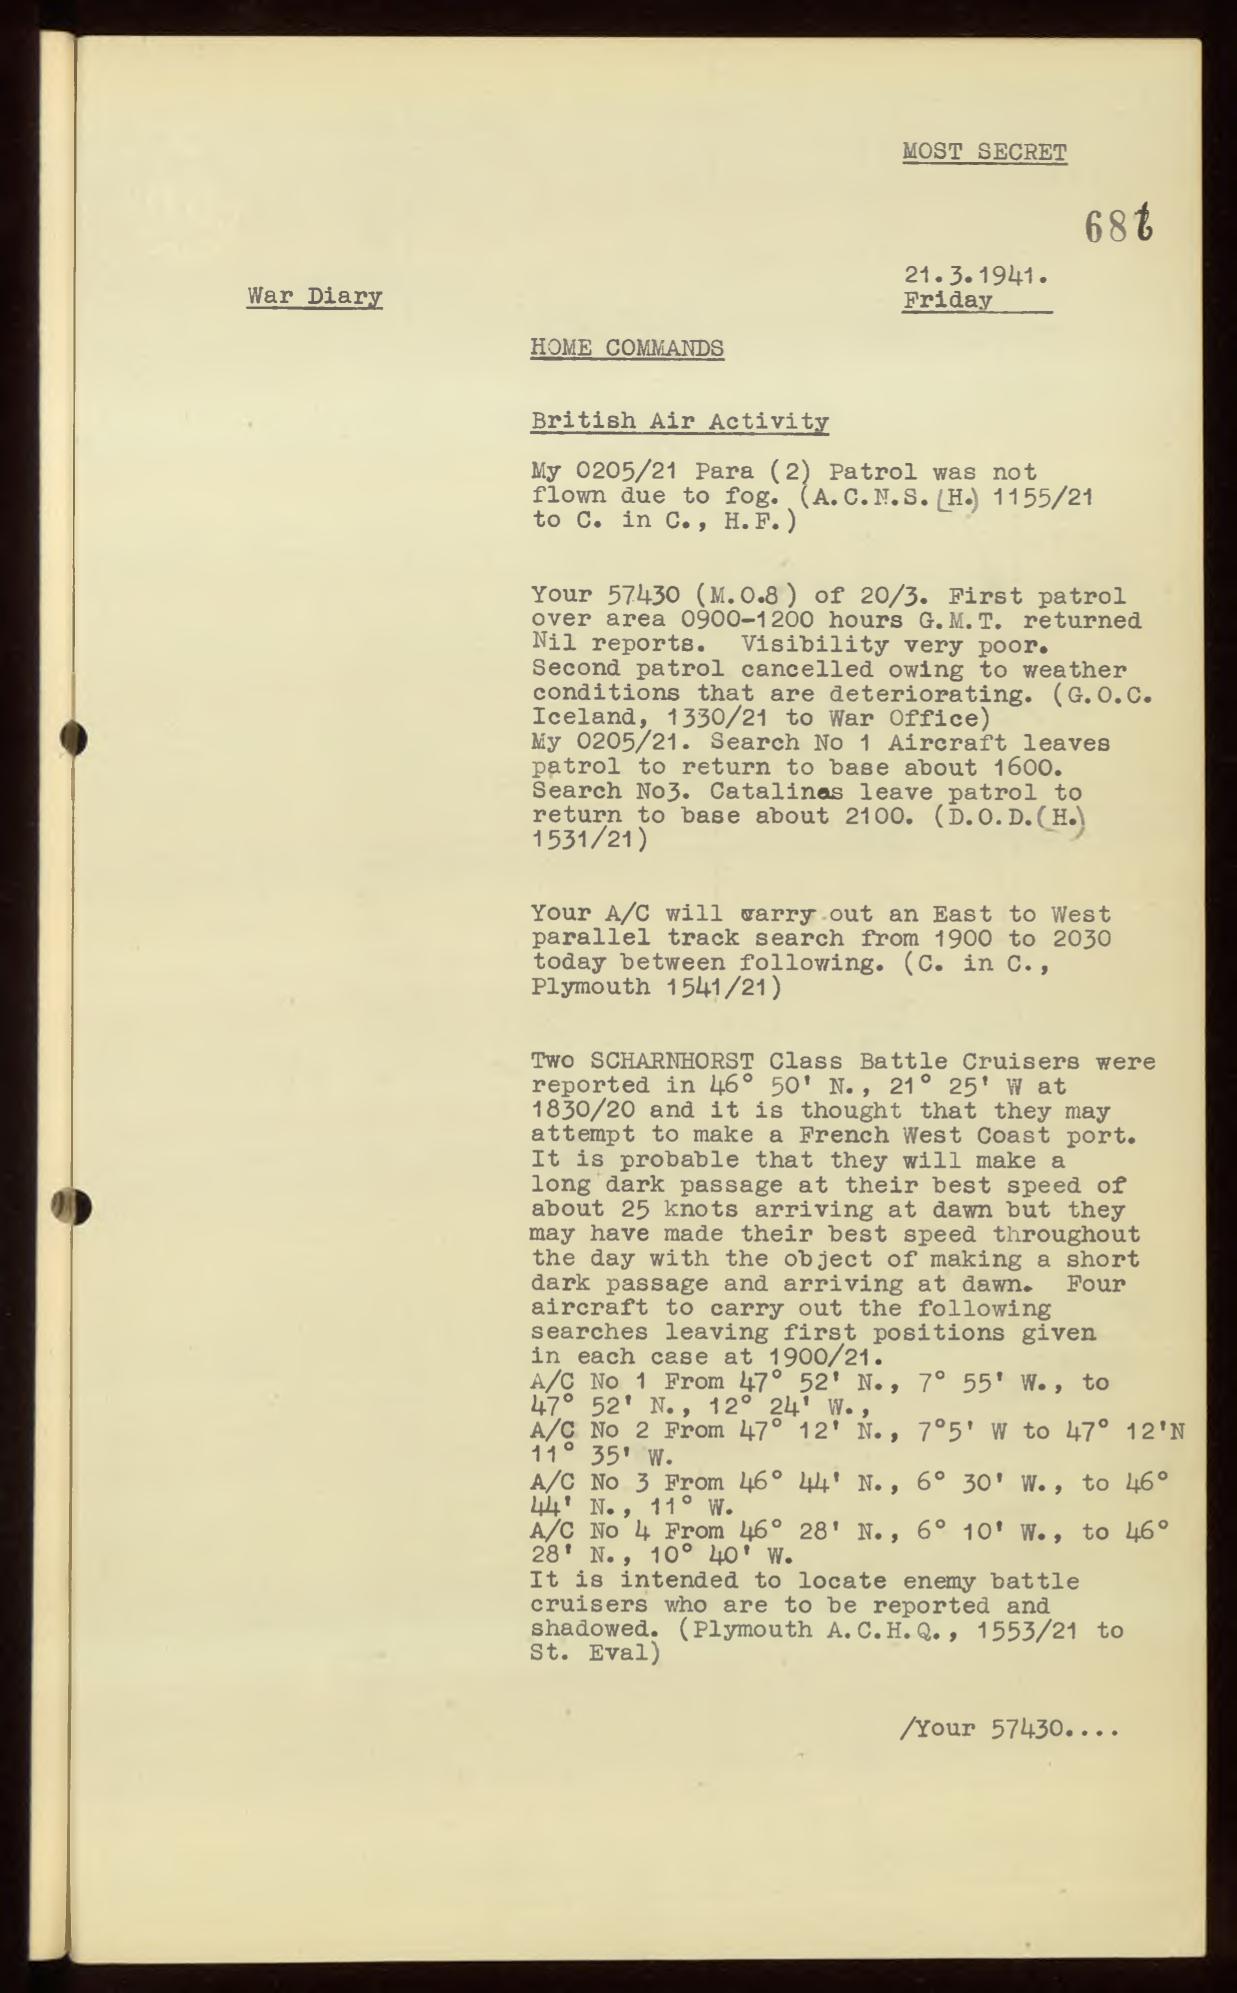 MOST SECRET
686
21.3.1941.
War Diary
Friday
HOME COMMANDS
British Air Activity
My 0205/21 Para (2) Patrol was not
flown due to fog. (A.C.N.S.(H.) 1155/21
to C. in C., H.F.)
Your 57430 (M.O.8) of 20/3. First patrol
over area 0900-1200 hours G.M.T. returned
Nil reports. Visibility very poor.
Second patrol cancelled owing to weather
conditions that are deteriorating. (G.O.C.
Iceland, 1330/21 to War Office)
My 0205/21. Search No 1 Aircraft leaves
patrol to return to base about 1600.
Search No3. Catalinas leave patrol to
return to base about 2100. (D.O.D.(H.)
1531/21)
Your A/C will carry out an East to West
parallel track search from 1900 to 2030
today between following. (C. in C.,
Plymouth 1541/21)
Two SCHARNHORST Class Battle Cruisers were
reported in 46° 50' N., 21° 25' W at
1830/20 and it is thought that they may
attempt to make a French West Coast port.
It is probable that they will make a
long dark passage at their best speed of
about 25 knots arriving at dawn but they
may have made their best speed throughout
the day with the object of making a short
dark passage and arriving at dawn. Four
aircraft to carry out the following
searches leaving first positions given
in each case at 1900/21.
A/C No 1 From 47° 52' N., 7° 55' W., to
47° 52' N., 12° 24' W.,
A/C No 2 From 47° 12' N., 7°5' W to 47° 12'N
11° 35' W.
A/C No 3 From 46° 44' N., 6° 30' W., to 46°
44' N., 11° W.
A/C No 4 From 46° 28' N., 6° 10' W., to 46°
28' N., 10° 40' W.
It is intended to locate enemy battle
cruisers who are to be reported and
shadowed. (Plymouth A.C.H.Q., 1553/21 to
St. Eval)
/Your 57430....